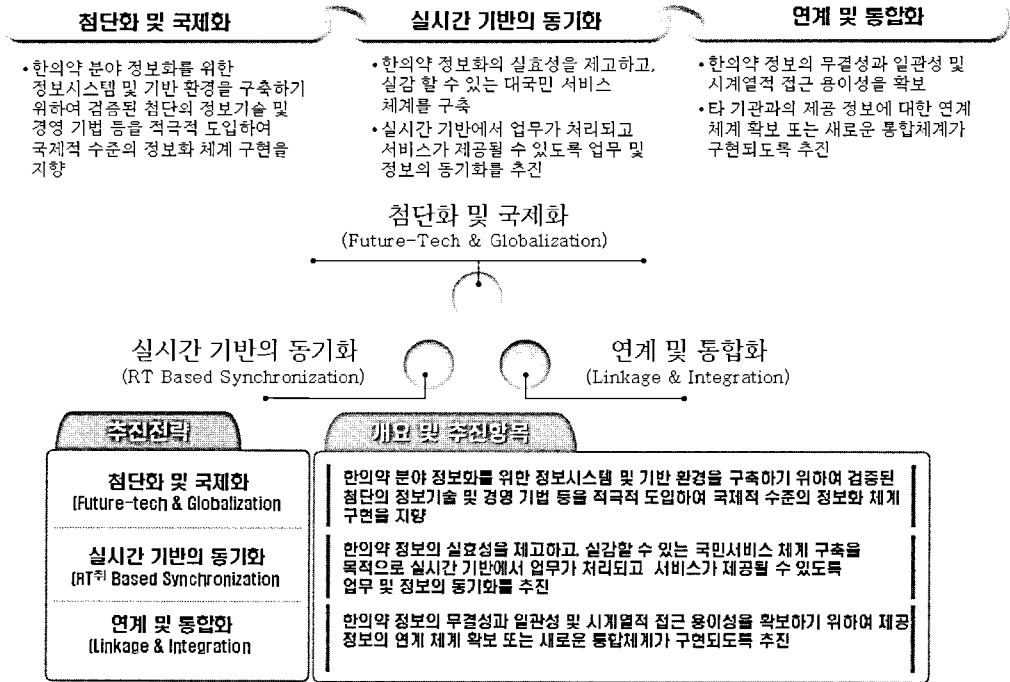 첨단화 및 국제화
• 한의약 분야 정보화를 위한
정보시스템 및 기반 환경을 구축하기
위하여 검증된 첨단의 정보기술 및
경영 기법 등을 적극적 도입하여
국제적 수준의 정보화 체계 구현을
지향
실시간 기반의 동기화
• 한의약 정보화의 실효성을 제고하고,
실감 할 수 있는 대국민 서비스
체계를 구축
• 실시간 기반에서 업무가 처리되고
서비스가 제공될 수 있도록 업무 및
정보의 동기화를 추진
연계 및 통합화
• 한의약 정보의 무결성과 일관성 및
시계열적 접근 용이성을 확보
• 타 기관과의 제공 정보에 대한 연계
체계 확보 또는 새로운 통합체계가
구현되도록 추진
첨단화 및 국제화
(Future-Tech & Globalization)
실시간 기반의 동기화
(RT Based Synchronization)
연계 및 통합화
(Linkage & Integration)
추진전략
개요 및 추진항목
첨단화 및 국제화
(Future-tech & Globalization
한의약 분야 정보화를 위한 정보시스템 및 기반 환경을 구축하기 위하여 검증된
첨단의 정보기술 및 경영 기법 등을 적극적 도입하여 국제적 수준의 정보화 체계
구현을 지향
실시간 기반의 동기화
(RT주1 Based Synchronization
한의약 정보의 실효성을 제고하고, 실감할 수 있는 국민서비스 체계 구축을
목적으로 실시간 기반에서 업무가 처리되고 서비스가 제공될 수 있도록
업무 및 정보의 동기화를 추진
연계 및 통합화
(Linkage & Integration
한의약 정보의 무결성과 일관성 및 시계열적 접근 용이성을 확보하기 위하여 제공
정보의 연계 체계 확보 또는 새로운 통합체계가 구현되도록 추진